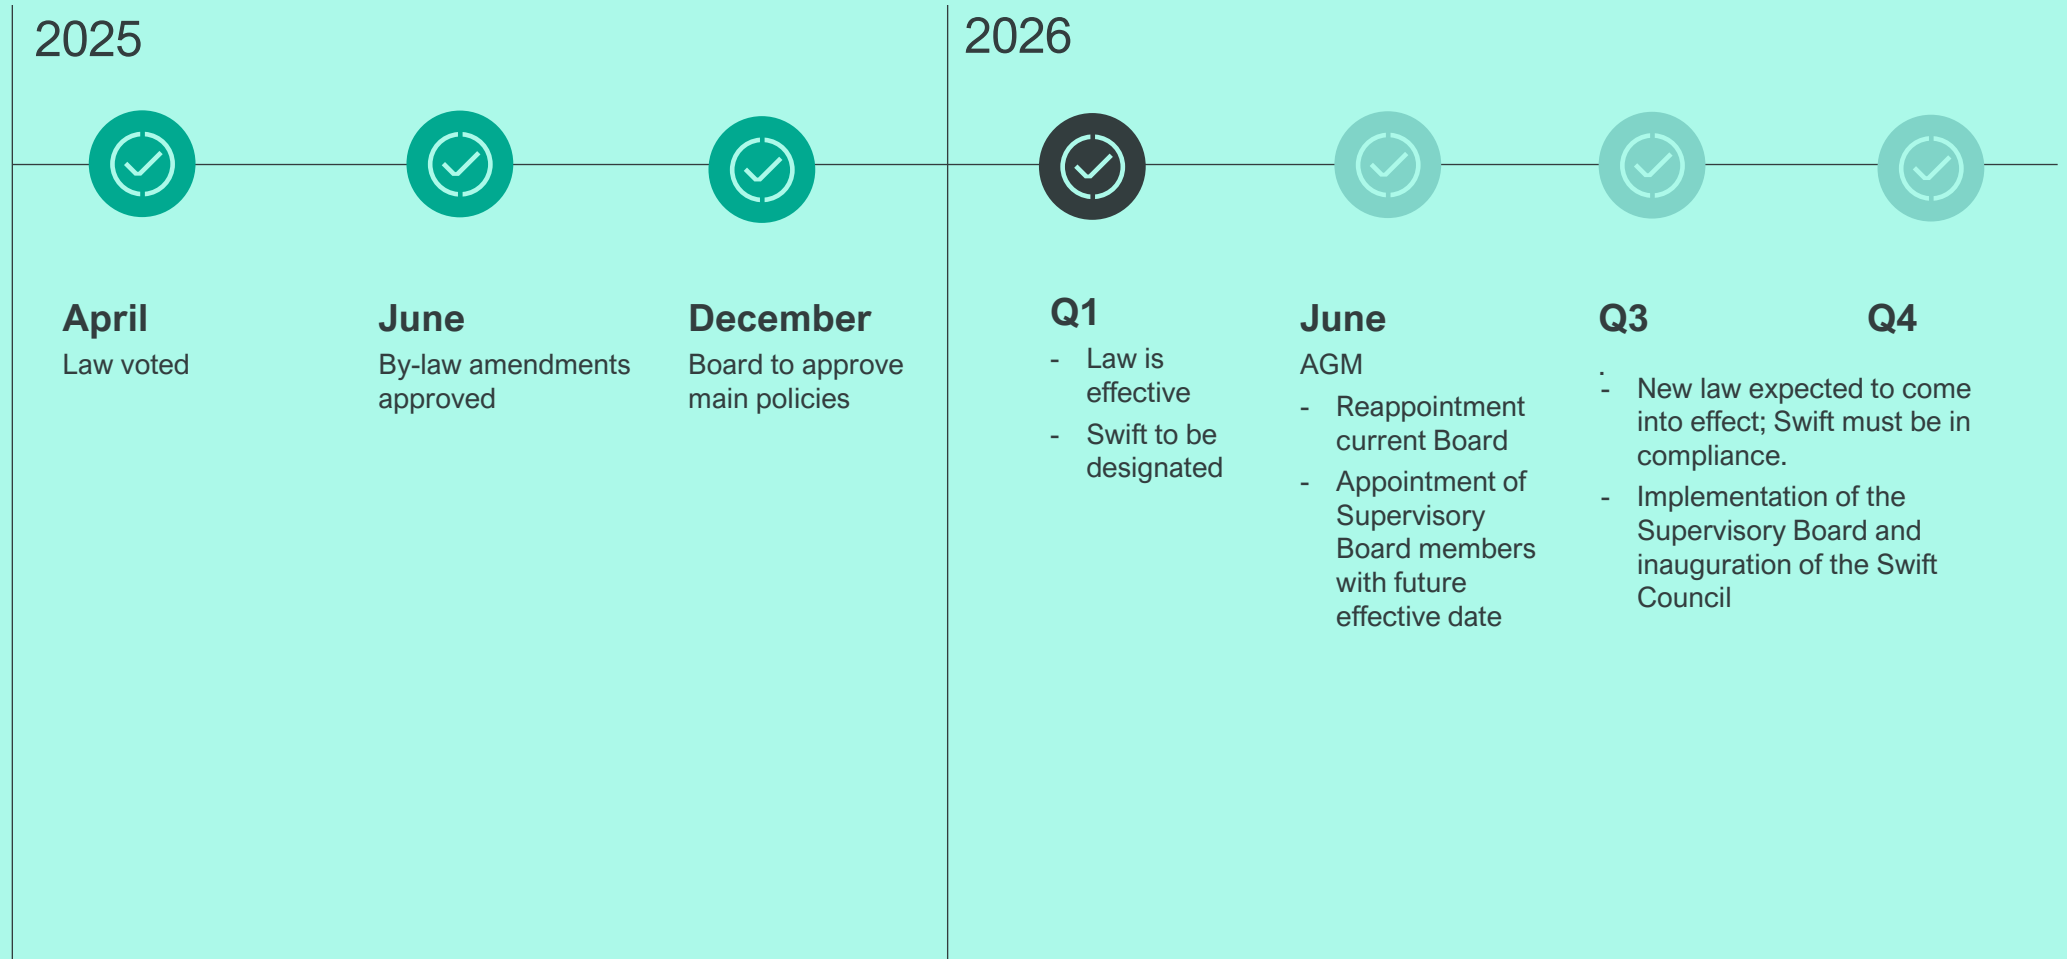 2025
2026
April
Law voted
June
By-law amendments
approved
December
Board to approve
main policies
Q1
- Law is
effective
- Swift to be
designated
June
AGM
- Reappointment
current Board
- Appointment of
Supervisory
Board members
with future
effective date
Q3
Q4
.
- New law expected to come
into effect; Swift must be in
compliance.
- Implementation of the
Supervisory Board and
inauguration of the Swift
Council